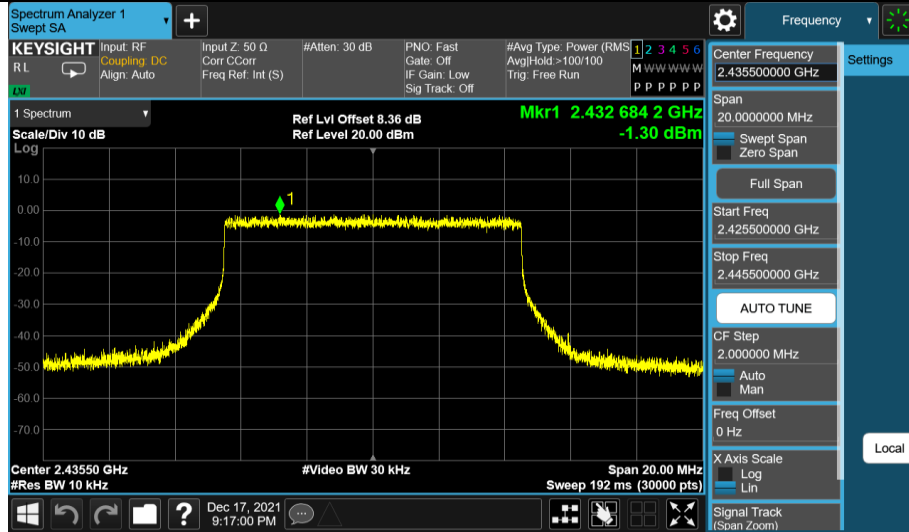 Spectrum Analyzer 1
Swept SA
Frequency
KEYSIGHT
R L
LXI
Input: RF
Coupling: DC
Align: Auto
Input Z: 50 Ω
Corr CCorr
Freq Ref: Int (S)
#Atten: 30 dB
PNO: Fast
Gate: Off
IF Gain: Low
Sig Track: Off
#Avg Type: Power (RMS
Avg|Hold:>100/100
Trig: Free Run
1 2 3 4 5 6
M W W W W W
P P P P P P
1 Spectrum
Scale/Div 10 dB
Log
Ref Lvl Offset 8.36 dB
Ref Level 20.00 dBm
Mkr1 2.432 684 2 GHz
-1.30 dBm
10.0
0.00
-10.0
-20.0
-30.0
-40.0
-50.0
-60.0
-70.0
1
Center 2.43550 GHz
#Res BW 10 kHz
#Video BW 30 kHz
Span 20.00 MHz
Sweep 192 ms (30000 pts)
Center Frequency
2.435500000 GHz
Span
20.0000000 MHz
Swept Span
Zero Span
Full Span
Start Freq
2.425500000 GHz
Stop Freq
2.445500000 GHz
AUTO TUNE
CF Step
2.000000 MHz
Auto
Man
Freq Offset
0 Hz
X Axis Scale
Log
Lin
Signal Track
(Span Zoom)
Settings
Local
?
Dec 17, 2021
9:17:00 PM